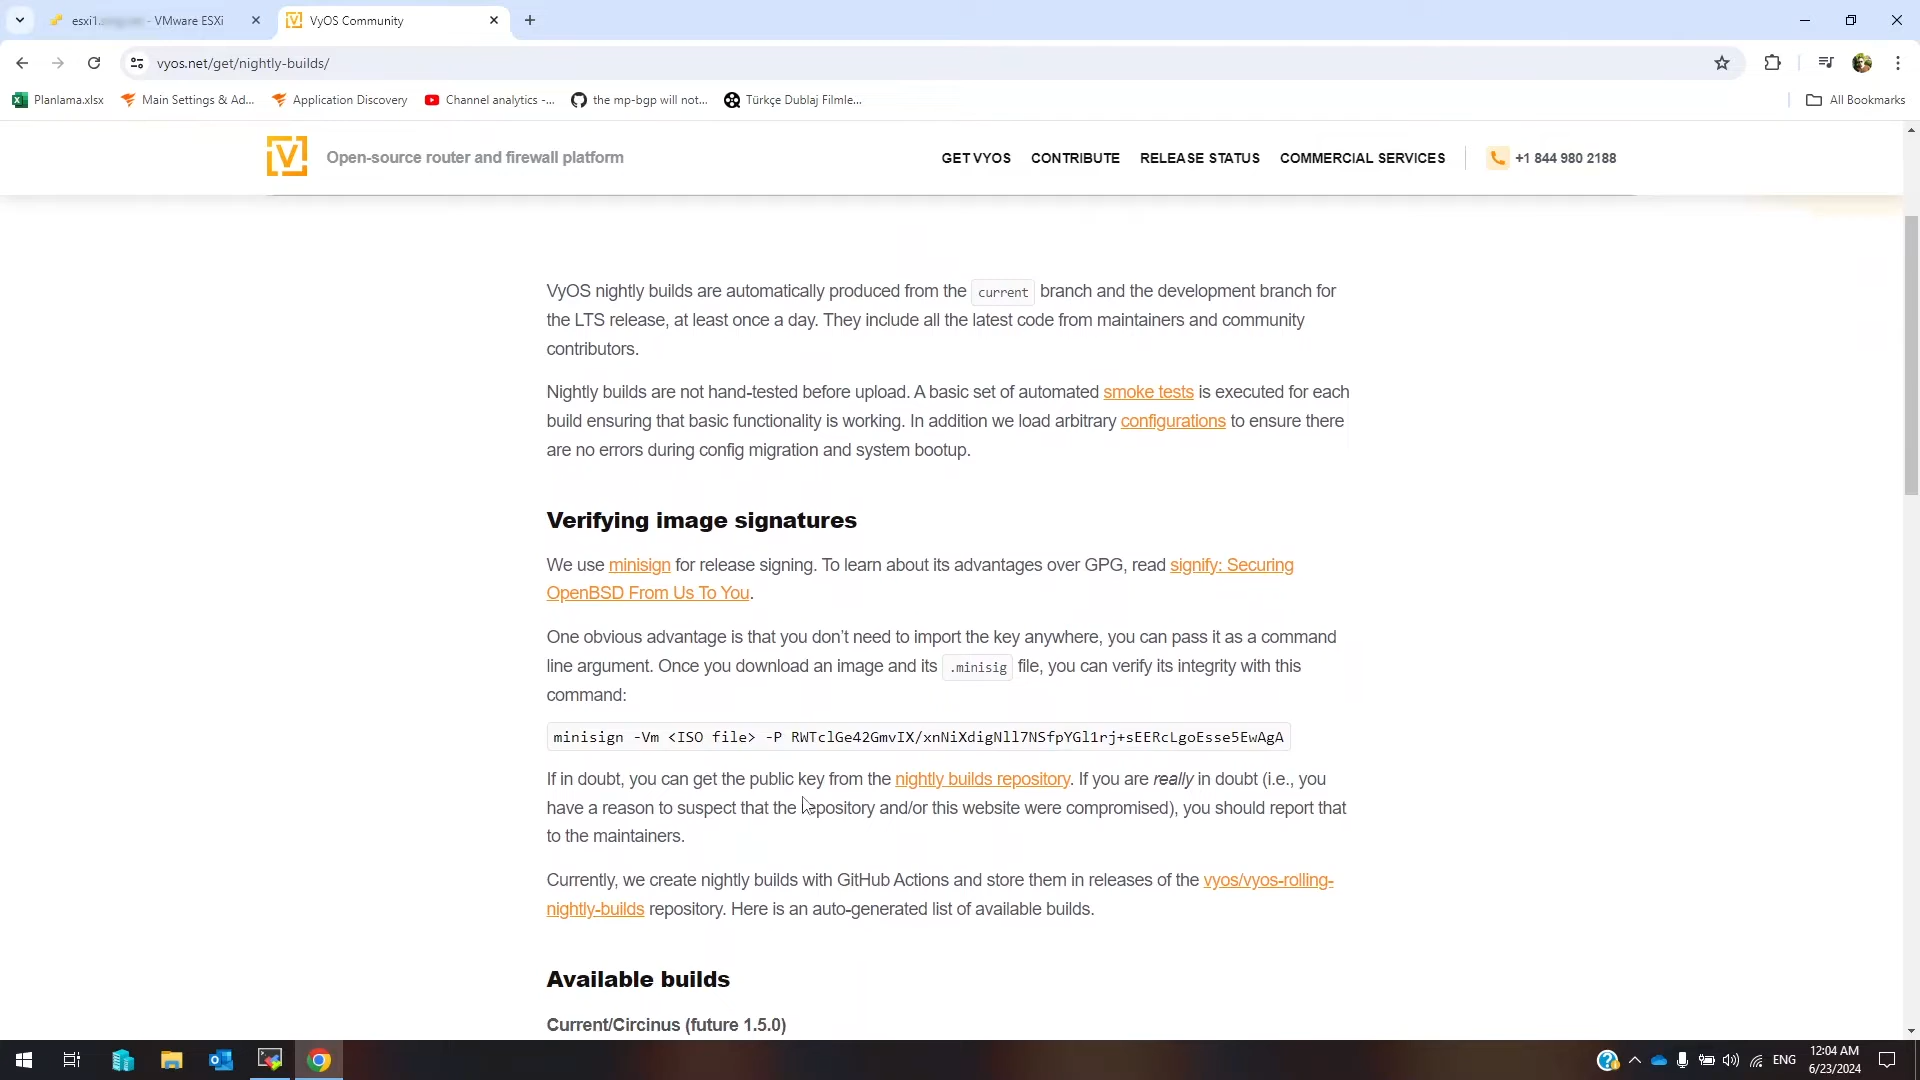 esxi1. - VMware ESXi
VyOS Community
vyos.net/get/nightly-builds/
Planlama.xlsx
Main Settings & Ad...
Application Discovery
Channel analytics -...
the mp-bgp will not...
Türkçe Dublaj Filmle...
All Bookmarks
Open-source router and firewall platform
GET VYOS
CONTRIBUTE
RELEASE STATUS
COMMERCIAL SERVICES
+1 844 980 2188
VyOS nightly builds are automatically produced from the current branch and the development branch for
the LTS release, at least once a day. They include all the latest code from maintainers and community
contributors.
Nightly builds are not hand-tested before upload. A basic set of automated smoke tests is executed for each
build ensuring that basic functionality is working. In addition we load arbitrary configurations to ensure there
are no errors during config migration and system bootup.
Verifying image signatures
We use minisign for release signing. To learn about its advantages over GPG, read signify: Securing
OpenBSD From Us To You.
One obvious advantage is that you don’t need to import the key anywhere, you can pass it as a command
line argument. Once you download an image and its .minisig file, you can verify its integrity with this
command:
minisign -Vm <ISO file> -P RWTclGe42GmvIX/xnNiXdigNll7NSfpYGl1rj+sEERcLgoEsse5EwAgA
If in doubt, you can get the public key from the nightly builds repository. If you are really in doubt (i.e., you
have a reason to suspect that the repository and/or this website were compromised), you should report that
to the maintainers.
Currently, we create nightly builds with GitHub Actions and store them in releases of the vyos/vyos-rolling-
nightly-builds repository. Here is an auto-generated list of available builds.
Available builds
Current/Circinus (future 1.5.0)
ENG
12:04 AM
6/23/2024